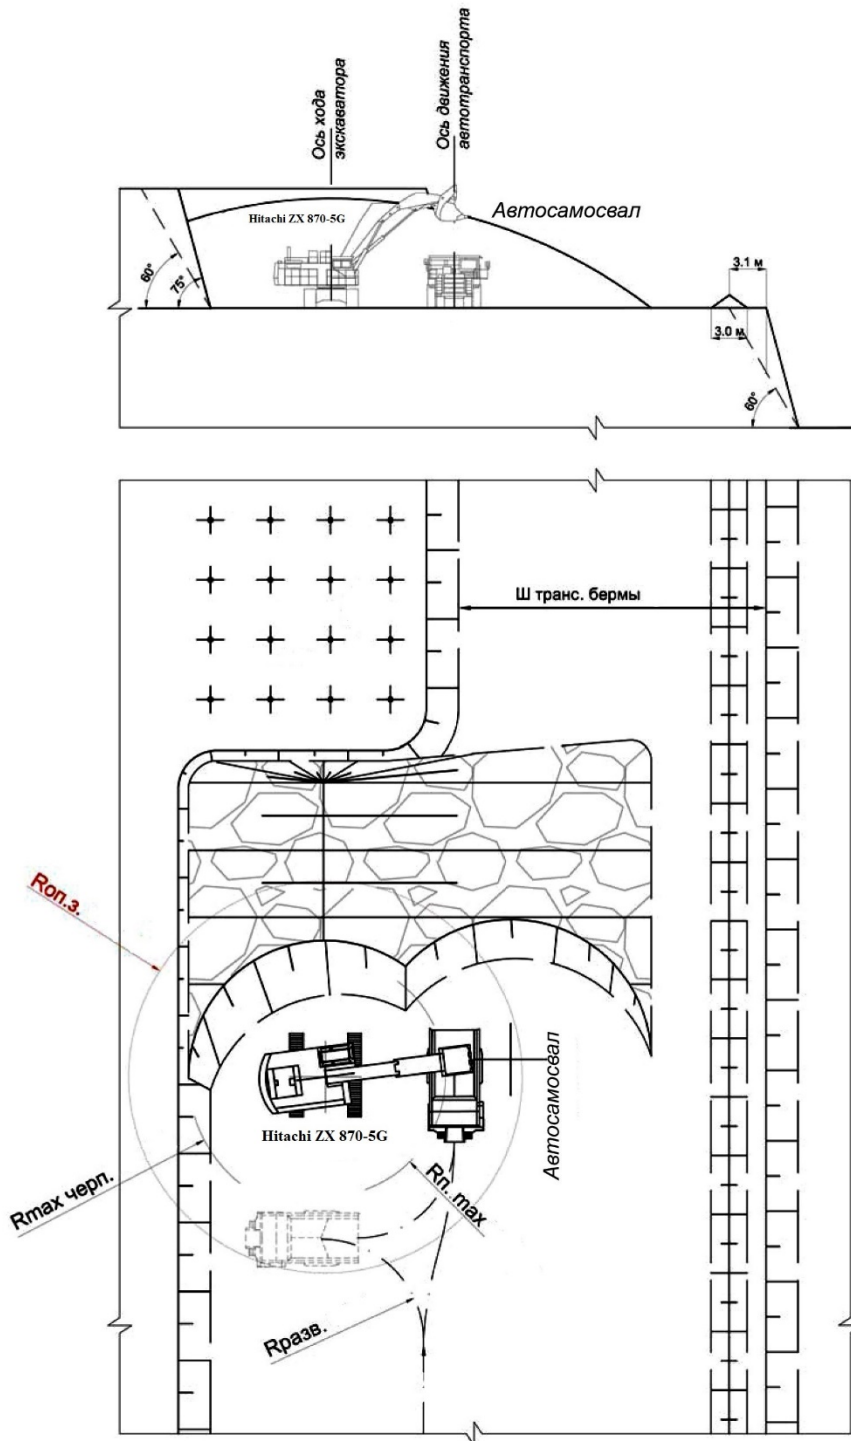 Ось хода
экскаватора
Ось движения
автотранспорта
Hitachi ZX 870-5G
Автосамосвал
60°
75°
3.1 м
3.0 м
60°
Ш транс. бермы
Rоп.з.
Hitachi ZX 870-5G
Автосамосвал
Rmax черп.
Rп. max
Rразв.